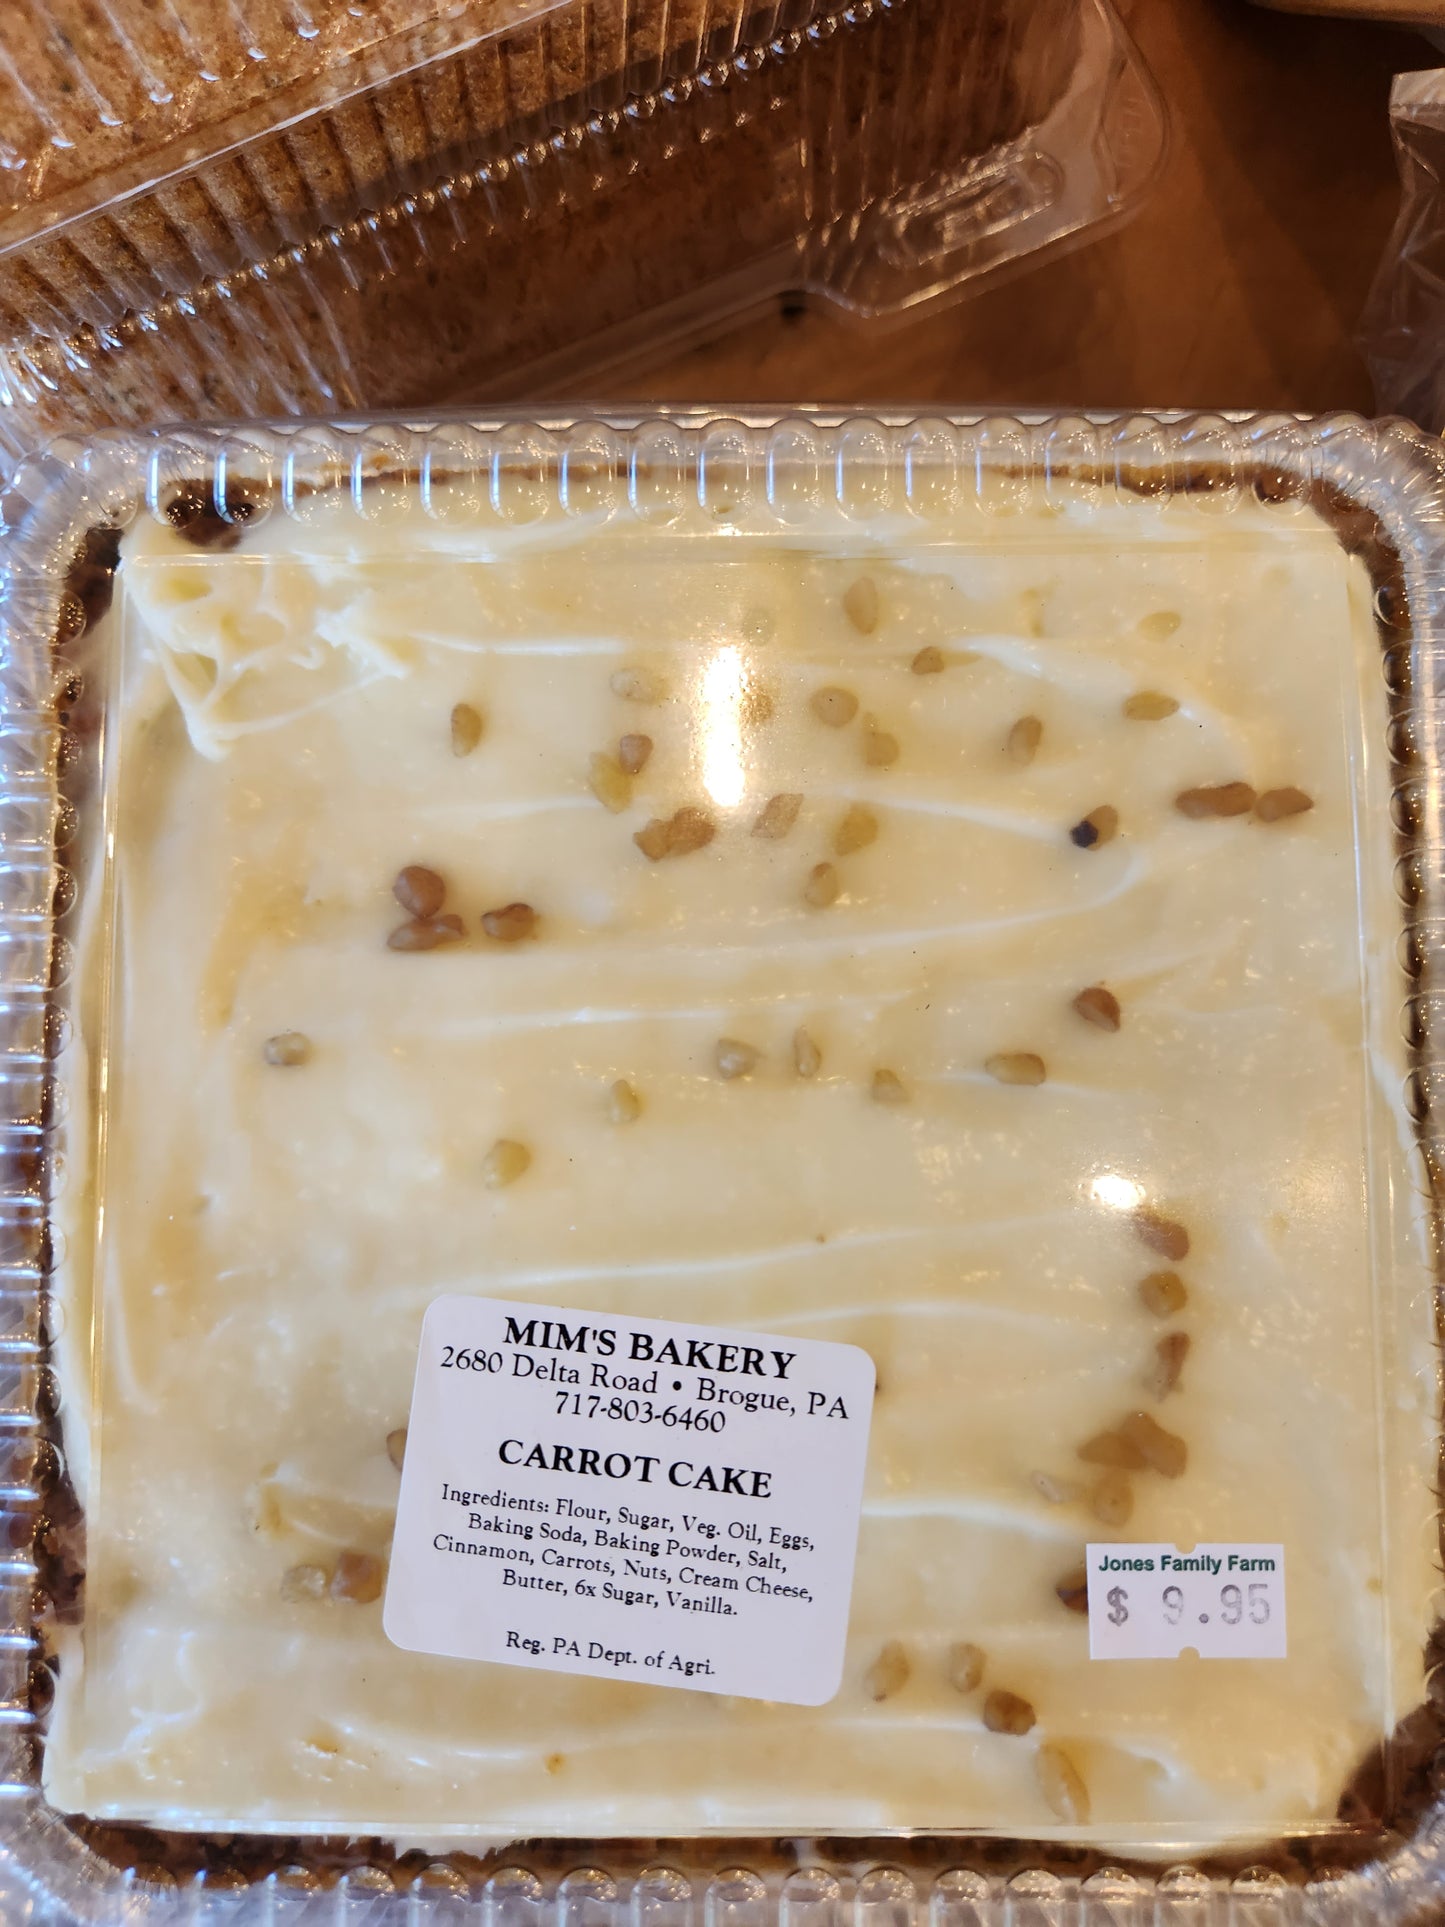 MIM'S BAKERY
2680 Delta Road • Brogue, PA
717-803-6460
CARROT CAKE
Ingredients: Flour, Sugar, Veg. Oil, Eggs,
Baking Soda, Baking Powder, Salt,
Cinnamon, Carrots, Nuts, Cream Cheese,
Butter, 6x Sugar, Vanilla.
Reg. PA Dept. of Agri.
Jones Family Farm
$ 9.95